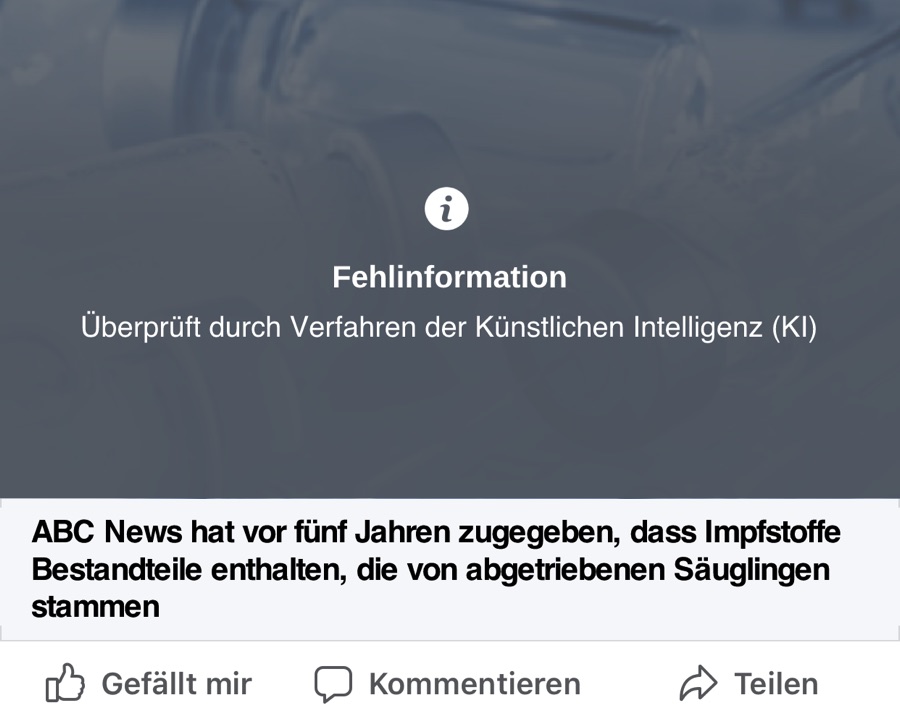 Fehlinformation
Überprüft durch Verfahren der Künstlichen Intelligenz (KI)
ABC News hat vor fünf Jahren zugegeben, dass Impfstoffe
Bestandteile enthalten, die von abgetriebenen Säuglingen
stammen
Gefällt mir Kommentieren Teilen